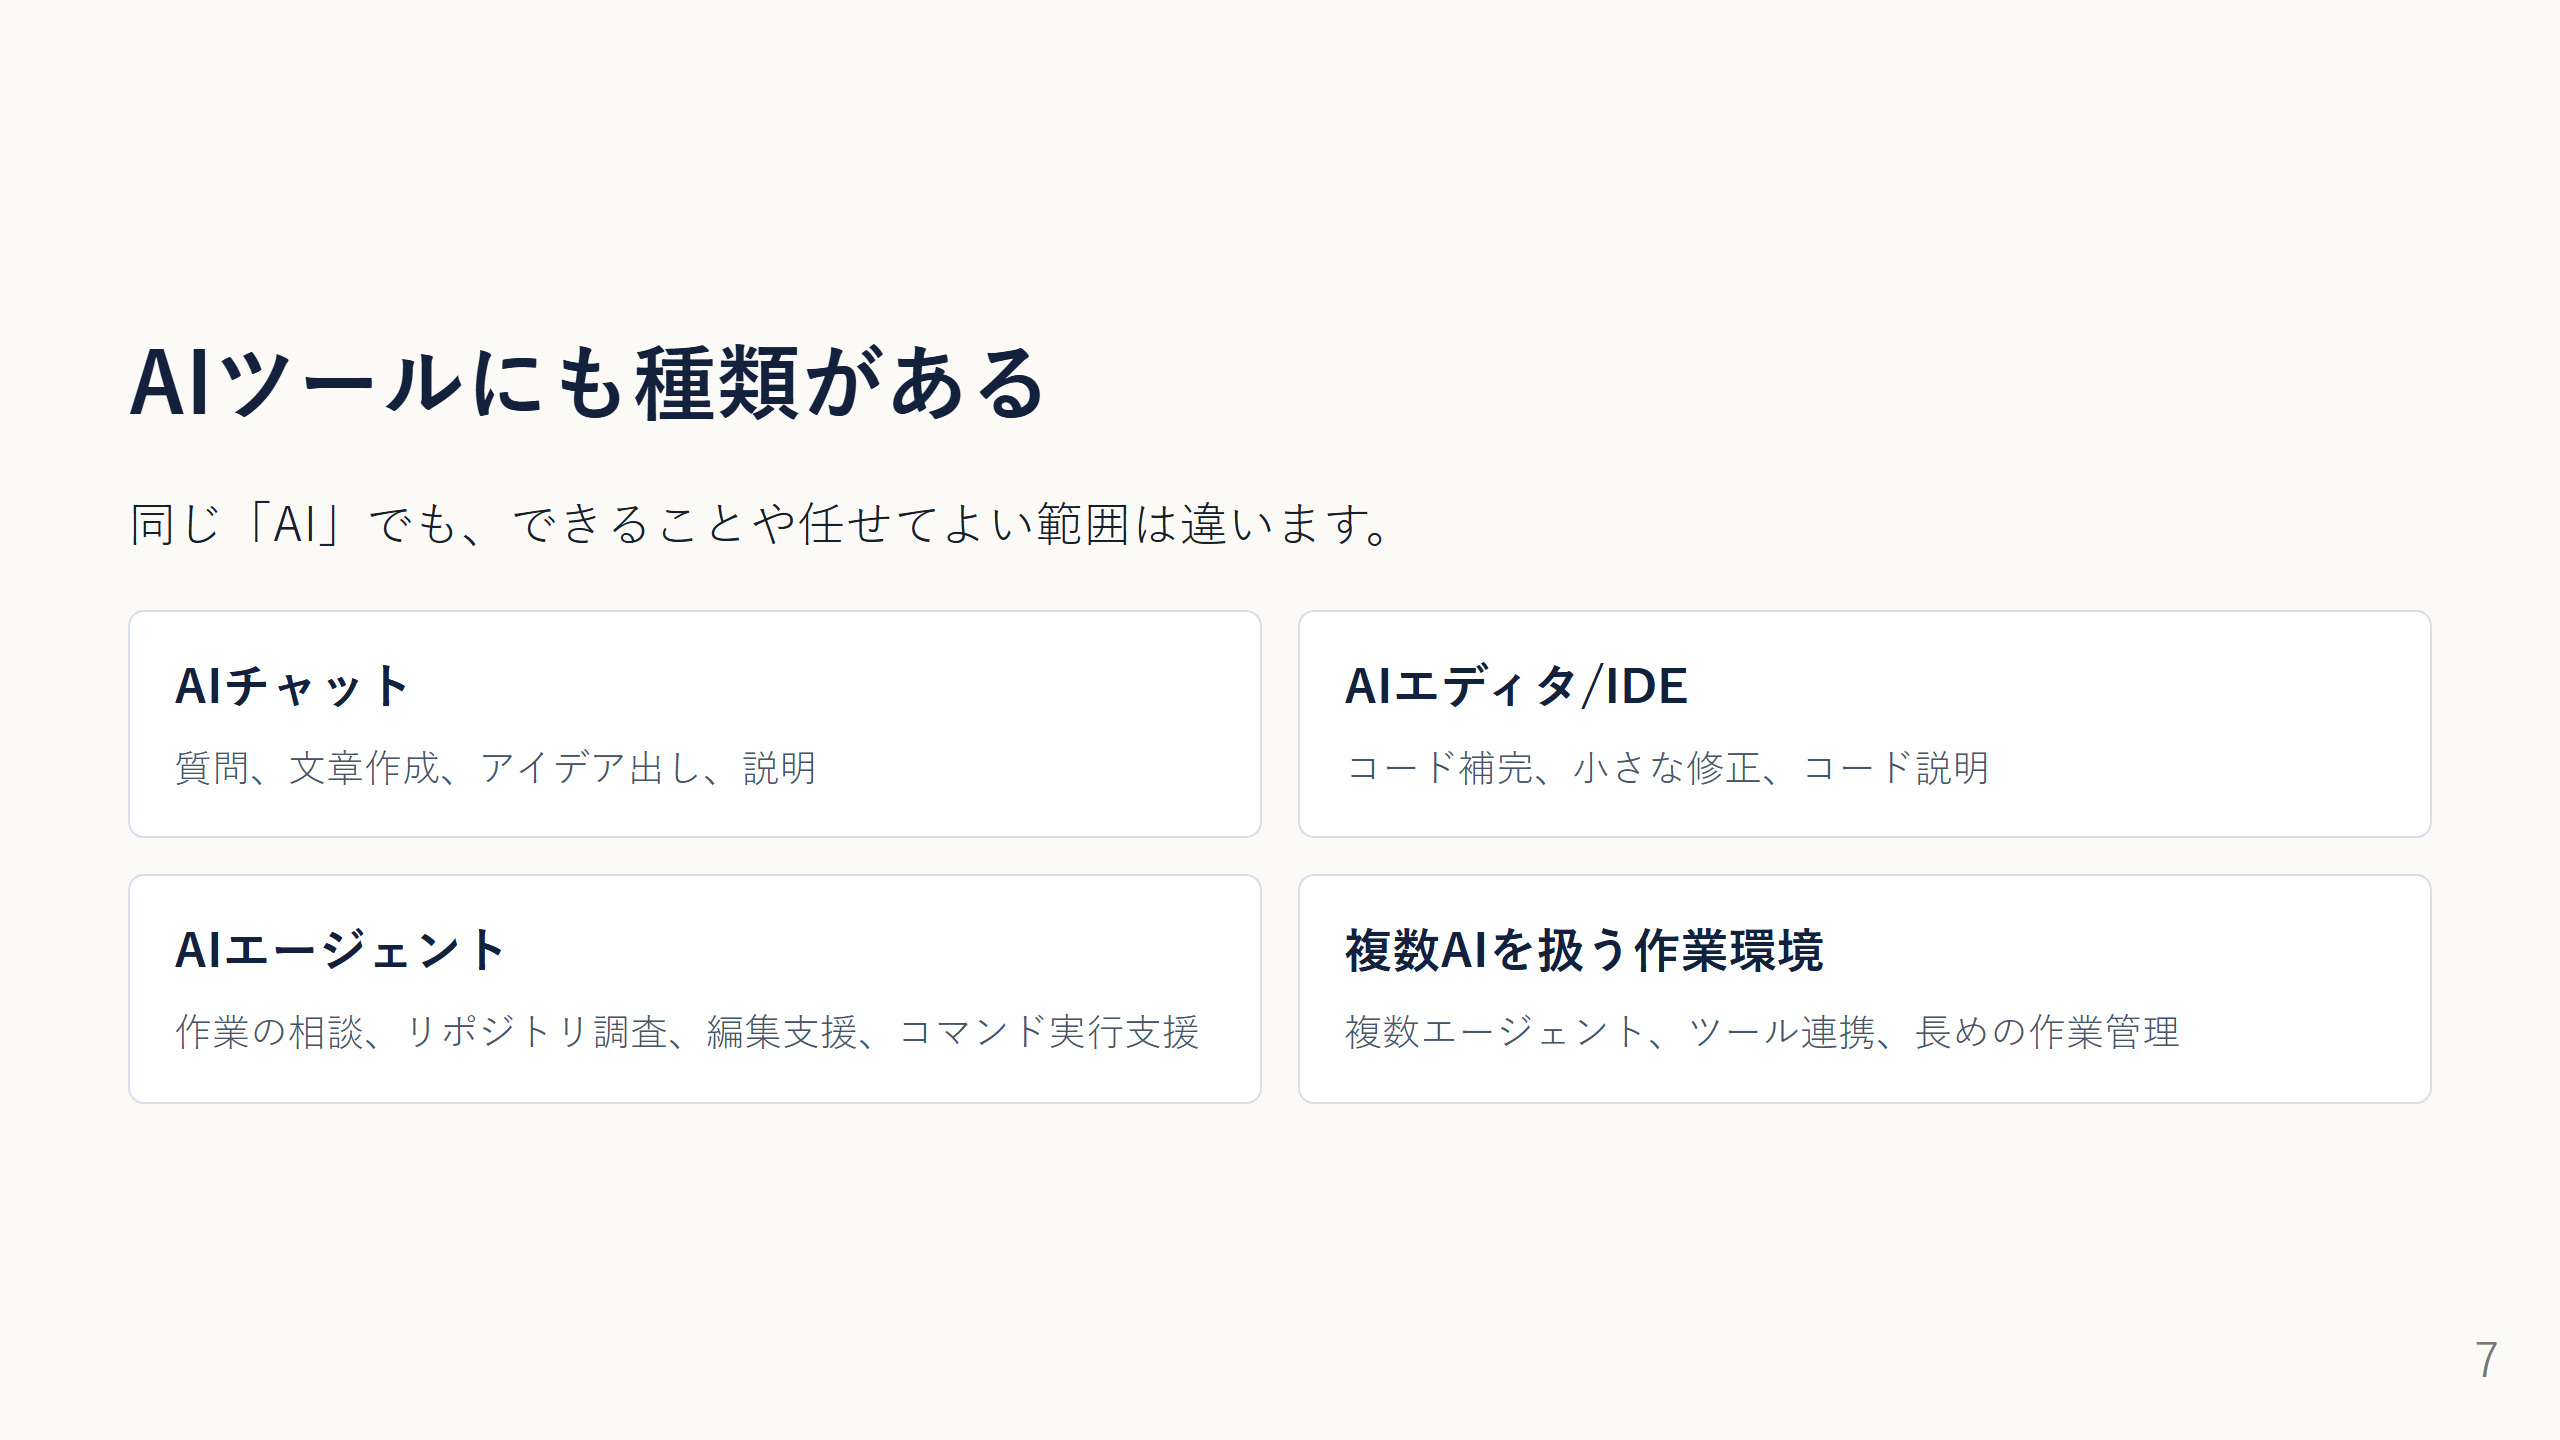 AIツールにも種類がある
同じ「AI」でも、できることや任せてよい範囲は違います。
AIチャット
質問、文章作成、アイデア出し、説明
AIエディタ/IDE
コード補完、小さな修正、コード説明
AIエージェント
作業の相談、リポジトリ調査、編集支援、コマンド実行支援
複数AIを扱う作業環境
複数エージェント、ツール連携、長めの作業管理
7